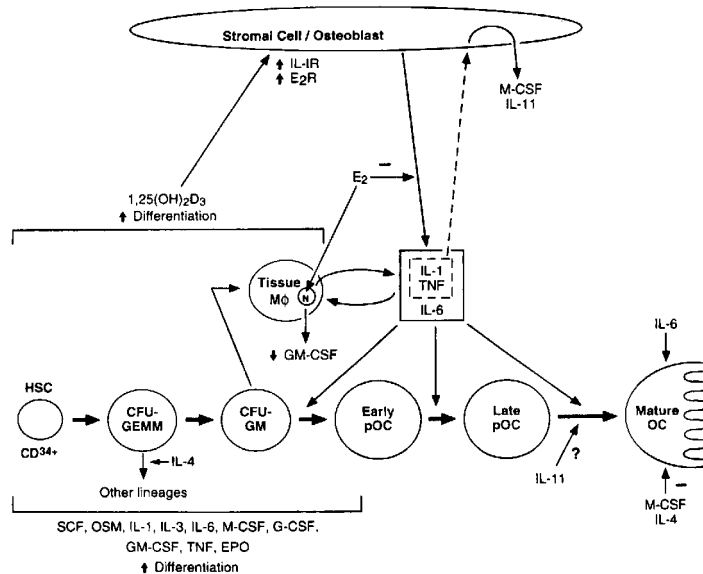 Stromal Cell / Osteoblast
↑ IL-IR
↑ E2R
M-CSF
IL-11
E2
–
1,25(OH)2D3
↑ Differentiation
Tissue
MΦ
N
IL-1
TNF
IL-6
↓ GM-CSF
IL-6
HSC
CD34+
CFU-
GEMM
CFU-
GM
Early
pOC
Late
pOC
Mature
OC
IL-4
Other lineages
?
IL-11
–
M-CSF
IL-4
SCF, OSM, IL-1, IL-3, IL-6, M-CSF, G-CSF,
GM-CSF, TNF, EPO
↑ Differentiation